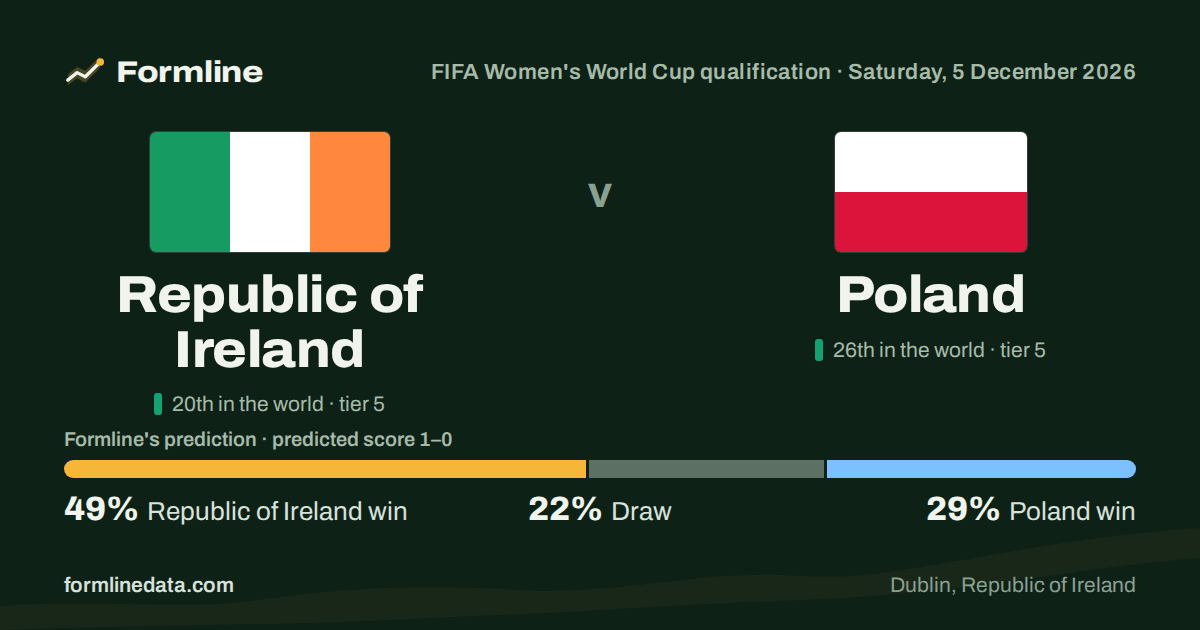 Formline
FIFA Women's World Cup qualification · Saturday, 5 December 2026
v
Republic of
Ireland
20th in the world · tier 5
Poland
26th in the world · tier 5
Formline's prediction · predicted score 1–0
49% Republic of Ireland win
22% Draw
29% Poland win
formlinedata.com
Dublin, Republic of Ireland